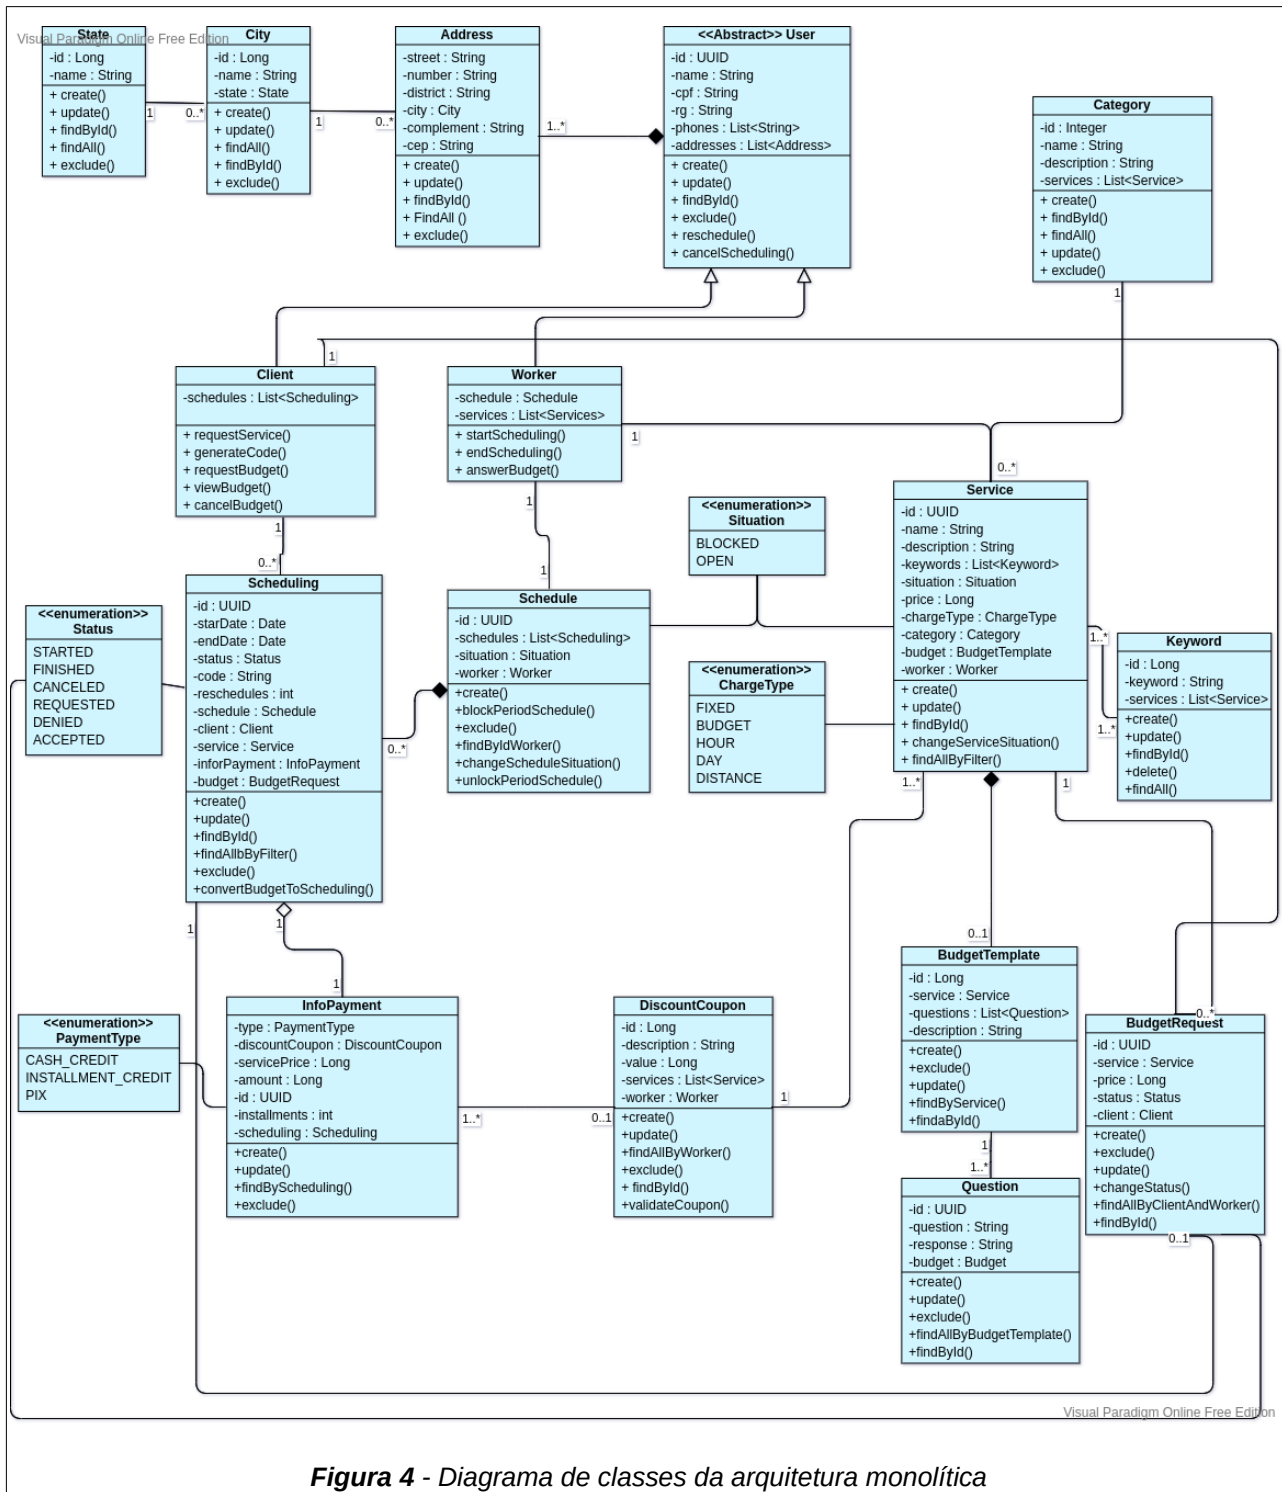 Visual Paradigm Online Free Edition
State
-id : Long
-name : String
+ create()
+ update()
+ findById()
+ findAll()
+ exclude()
1
0..*
City
-id : Long
-name : String
-state : State
+ create()
+ update()
+ findAll()
+ findById()
+ exclude()
1
0..*
Address
-street : String
-number : String
-district : String
-city : City
-complement : String
-cep : String
+ create()
+ update()
+ findById()
+ FindAll ()
+ exclude()
1..*
<<Abstract>> User
-id : UUID
-name : String
-cpf : String
-rg : String
-phones : List<String>
-addresses : List<Address>
+ create()
+ update()
+ findById()
+ exclude()
+ reschedule()
+ cancelScheduling()
Category
-id : Integer
-name : String
-description : String
-services : List<Service>
+ create()
+ findById()
+ findAll()
+ update()
+ exclude()
1
1
Client
-schedules : List<Scheduling>
+ requestService()
+ generateCode()
+ requestBudget()
+ viewBudget()
+ cancelBudget()
1
0..*
Worker
-schedule : Schedule
-services : List<Services>
+ startScheduling()
+ endScheduling()
+ answerBudget()
1
1
1
0..*
<<enumeration>>
Situation
BLOCKED
OPEN
Service
-id : UUID
-name : String
-description : String
-keywords : List<Keyword>
-situation : Situation
-price : Long
-chargeType : ChargeType
-category : Category
-budget : BudgetTemplate
-worker : Worker
+ create()
+ update()
+ findById()
+ changeServiceSituation()
+ findAllByFilter()
1..*
1
1..*
1..*
Keyword
-id : Long
-keyword : String
-services : List<Service>
+create()
+update()
+findById()
+delete()
+findAll()
<<enumeration>>
Status
STARTED
FINISHED
CANCELED
REQUESTED
DENIED
ACCEPTED
Scheduling
-id : UUID
-starDate : Date
-endDate : Date
-status : Status
-code : String
-reschedules : int
-schedule : Schedule
-client : Client
-service : Service
-inforPayment : InfoPayment
-budget : BudgetRequest
+create()
+update()
+findById()
+findAllbByFilter()
+exclude()
+convertBudgetToScheduling()
0..*
1
1
1
Schedule
-id : UUID
-schedules : List<Scheduling>
-situation : Situation
-worker : Worker
+create()
+blockPeriodSchedule()
+exclude()
+findByIdWorker()
+changeScheduleSituation()
+unlockPeriodSchedule()
<<enumeration>>
ChargeType
FIXED
BUDGET
HOUR
DAY
DISTANCE
<<enumeration>>
PaymentType
CASH_CREDIT
INSTALLMENT_CREDIT
PIX
InfoPayment
-type : PaymentType
-discountCoupon : DiscountCoupon
-servicePrice : Long
-amount : Long
-id : UUID
-installments : int
-scheduling : Scheduling
+create()
+update()
+findByScheduling()
+exclude()
1..*
0..1
DiscountCoupon
-id : Long
-description : String
-value : Long
-services : List<Service>
-worker : Worker
+create()
+update()
+findAllByWorker()
+exclude()
+ findById()
+validateCoupon()
1
0..1
BudgetTemplate
-id : Long
-service : Service
-questions : List<Question>
-description : String
+create()
+exclude()
+update()
+findByService()
+findaById()
1
1..*
Question
-id : UUID
-question : String
-response : String
-budget : Budget
+create()
+update()
+exclude()
+findAllByBudgetTemplate()
+findById()
0..*
BudgetRequest
-id : UUID
-service : Service
-price : Long
-status : Status
-client : Client
+create()
+exclude()
+update()
+changeStatus()
+findAllByClientAndWorker()
+findById()
0..1
Visual Paradigm Online Free Edition
Figura 4 - Diagrama de classes da arquitetura monolítica